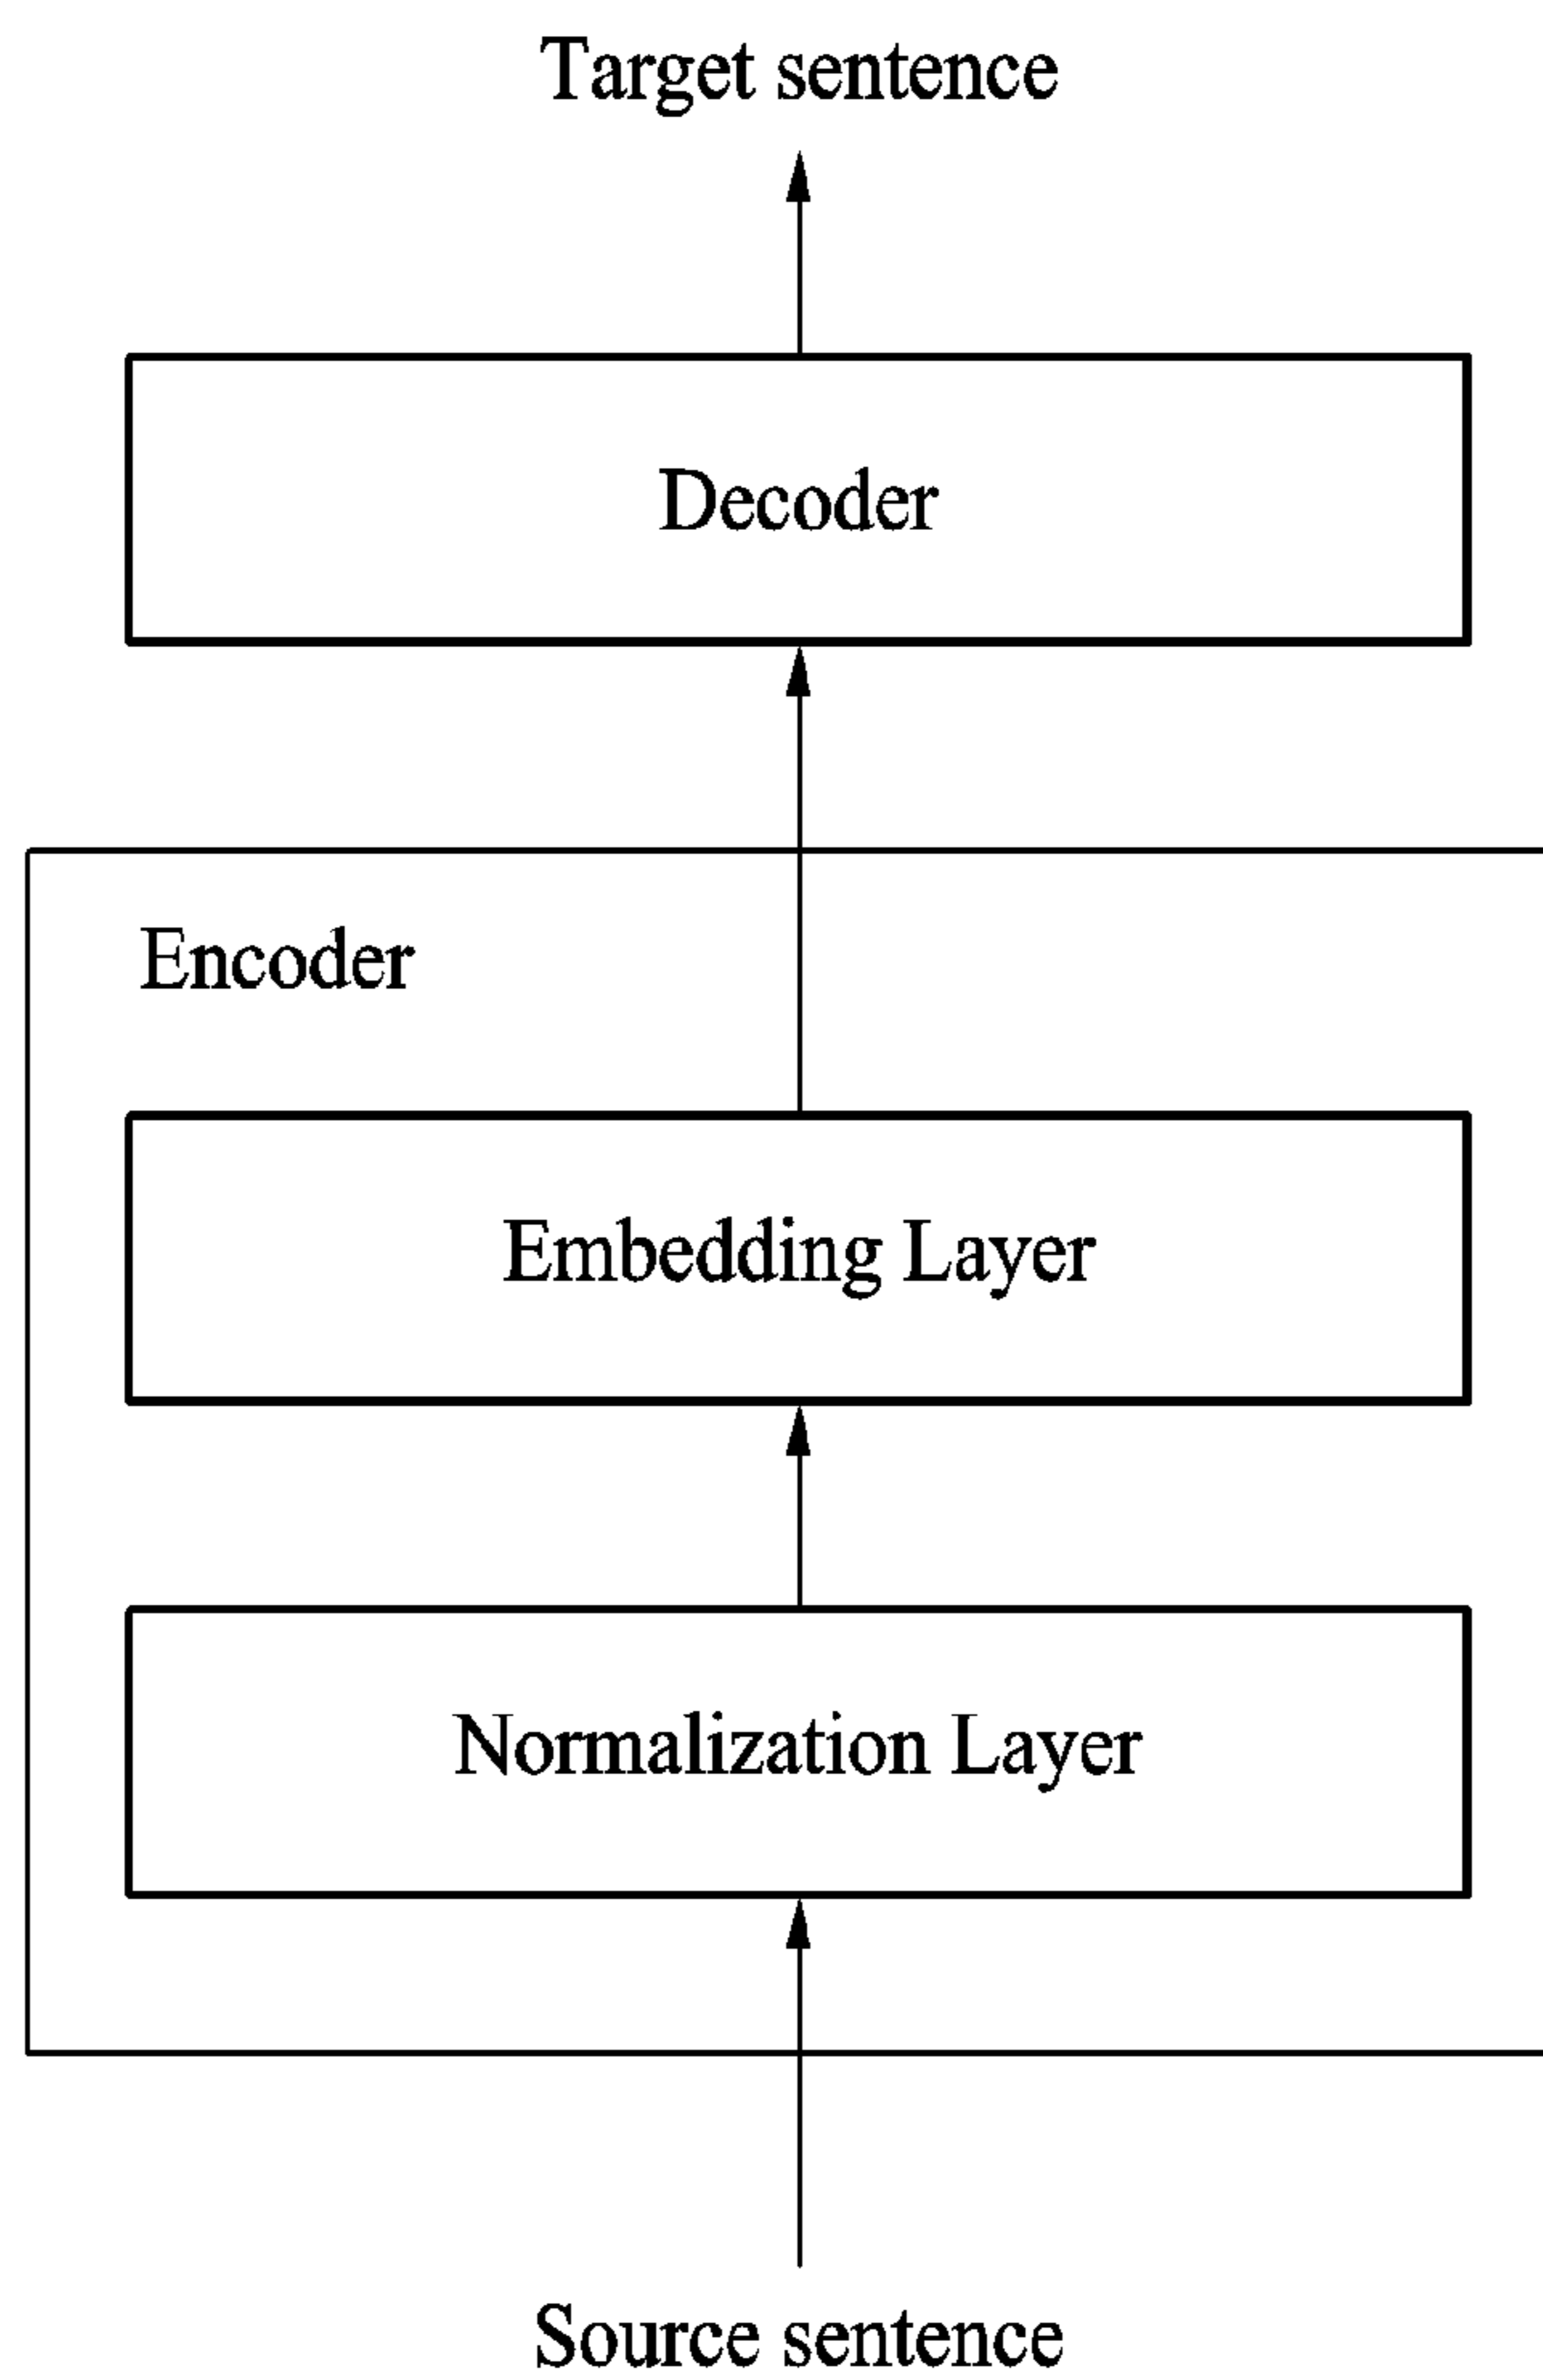 Target sentence
Decoder
Encoder
Embedding Layer
Normalization Layer
Source sentence